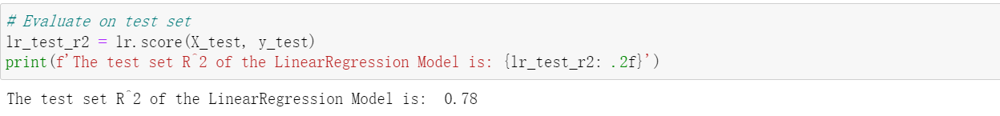 # Evaluate on test set
lr_test_r2 = lr.score(X_test, y_test)
print(f'The test set R^2 of the LinearRegression Model is: {lr_test_r2: .2f}')
The test set R^2 of the LinearRegression Model is:  0.78